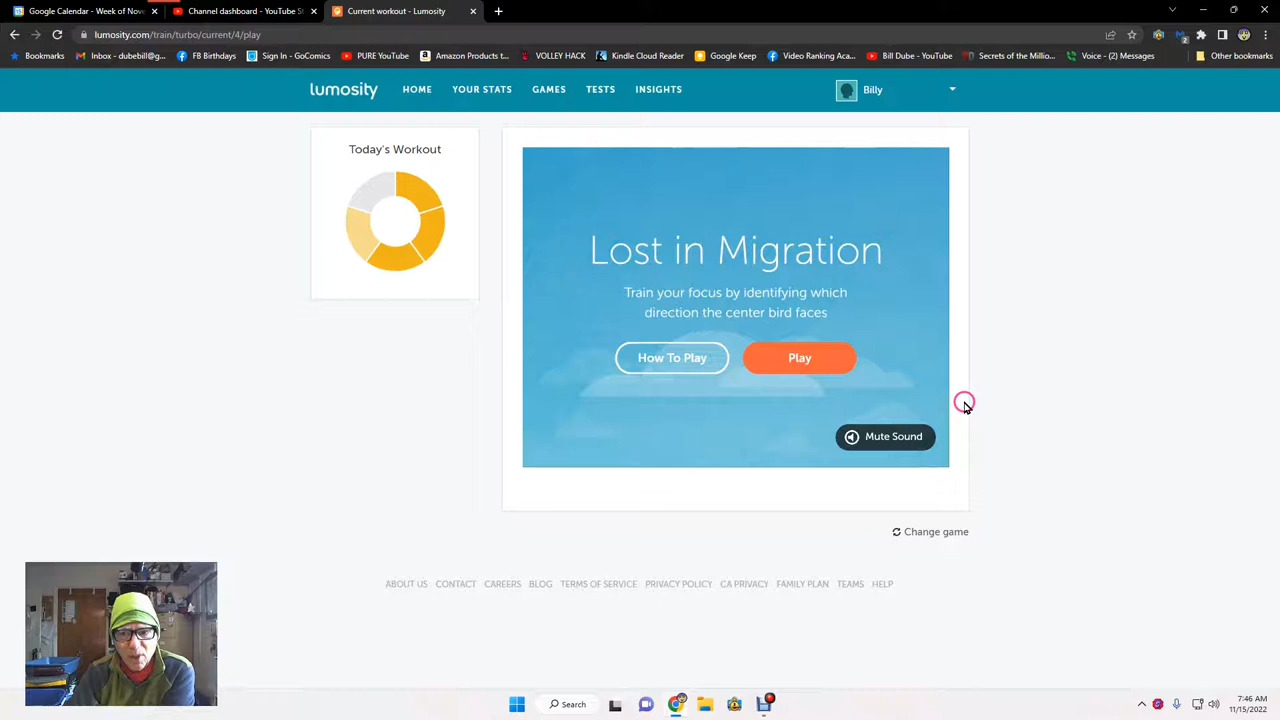 Google Calendar - Week of Nove
Channel dashboard - YouTube St
Current workout - Lumosity
lumosity.com/train/turbo/current/4/play
Bookmarks
Inbox - dubebill@g...
FB Birthdays
Sign In - GoComics
PURE YouTube
Amazon Product t...
VOLLEY HACK
Kindle Cloud Reader
Google Keep
Video Ranking Aca...
Bill Dube - YouTube
Secrets of the Millio...
Voice - (2) Messages
Other bookmarks
lumosity
HOME
YOUR STATS
GAMES
TESTS
INSIGHTS
Billy
Today's Workout
Lost in Migration
Train your focus by identifying which
direction the center bird faces
How To Play
Play
Mute Sound
Change game
ABOUT US
CONTACT
CAREERS
BLOG
TERMS OF SERVICE
PRIVACY POLICY
CA PRIVACY
FAMILY PLAN
TEAMS
HELP
Search
7:46 AM
11/15/2022